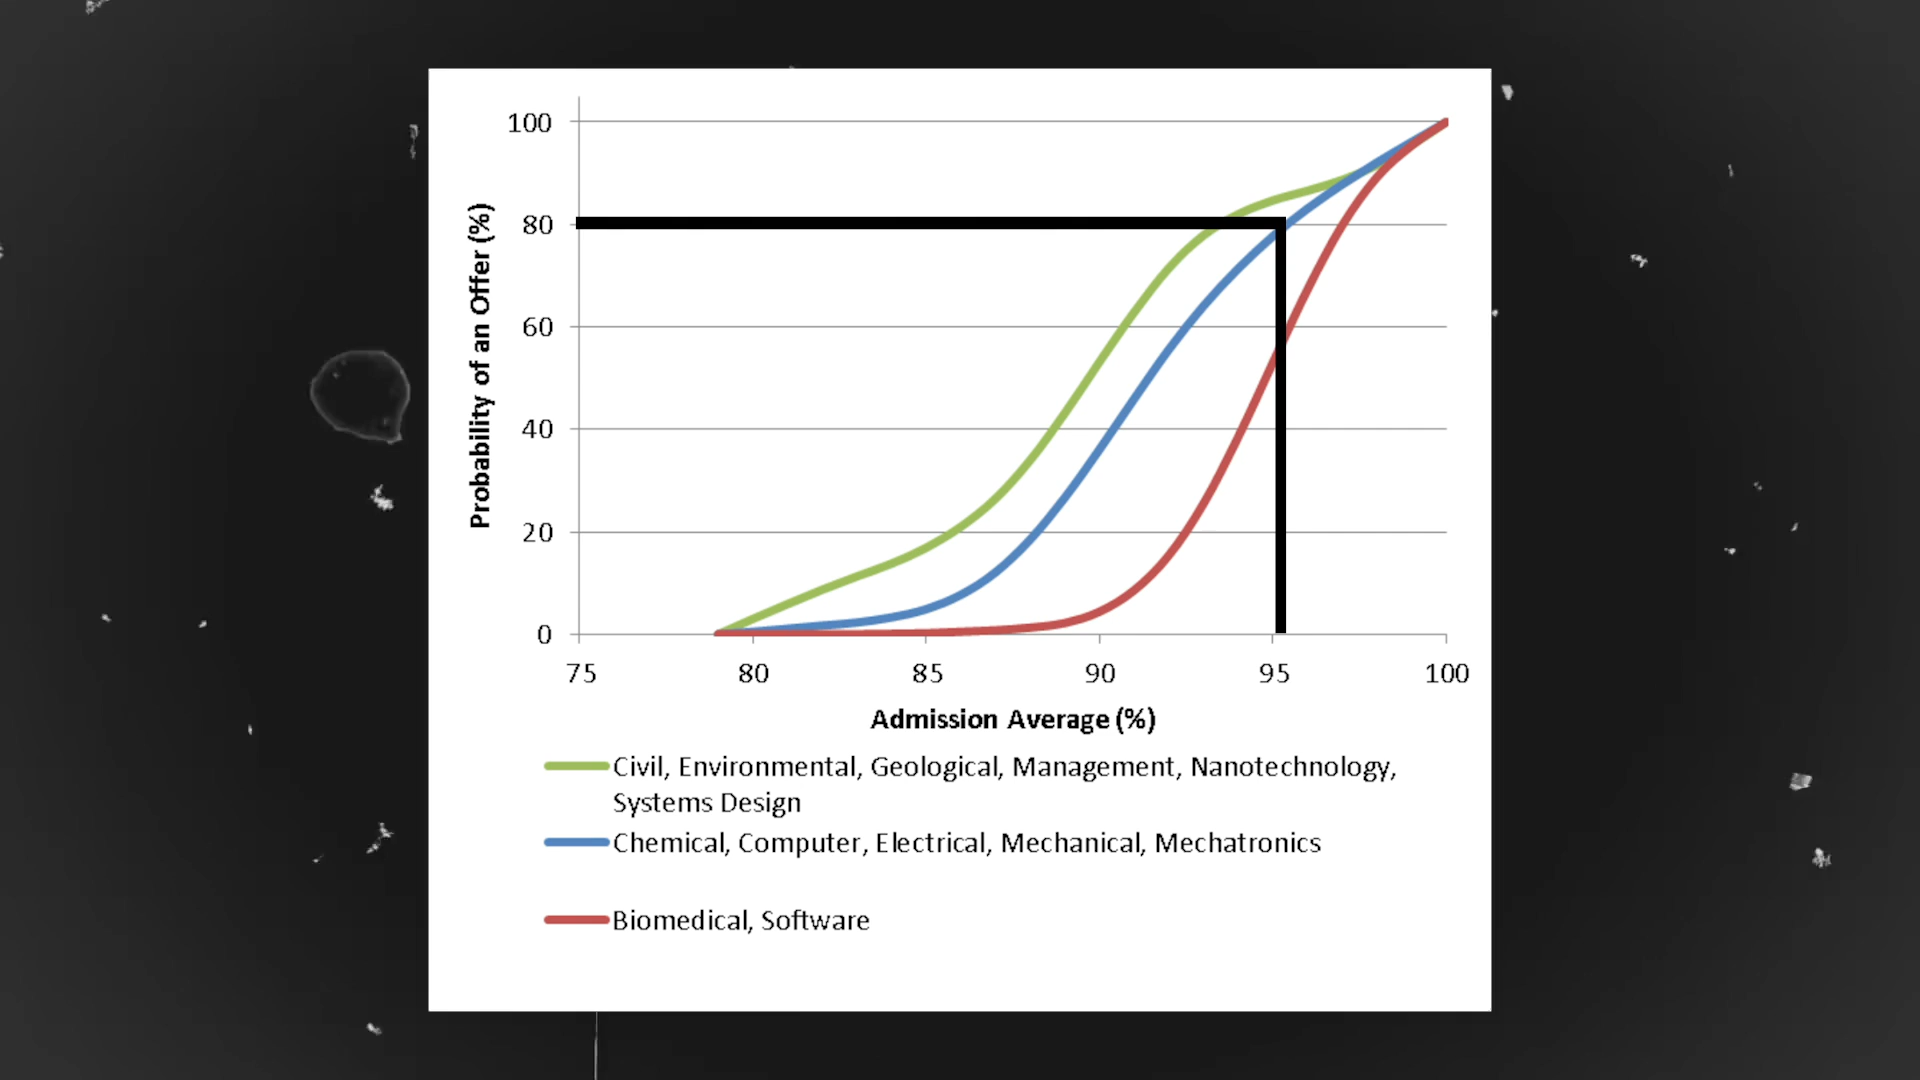 100
80
60
40
20
0
Probability of an Offer (%)
75 80 85 90 95 100
Admission Average (%)
Civil, Environmental, Geological, Management, Nanotechnology,
Systems Design
Chemical, Computer, Electrical, Mechanical, Mechatronics
Biomedical, Software